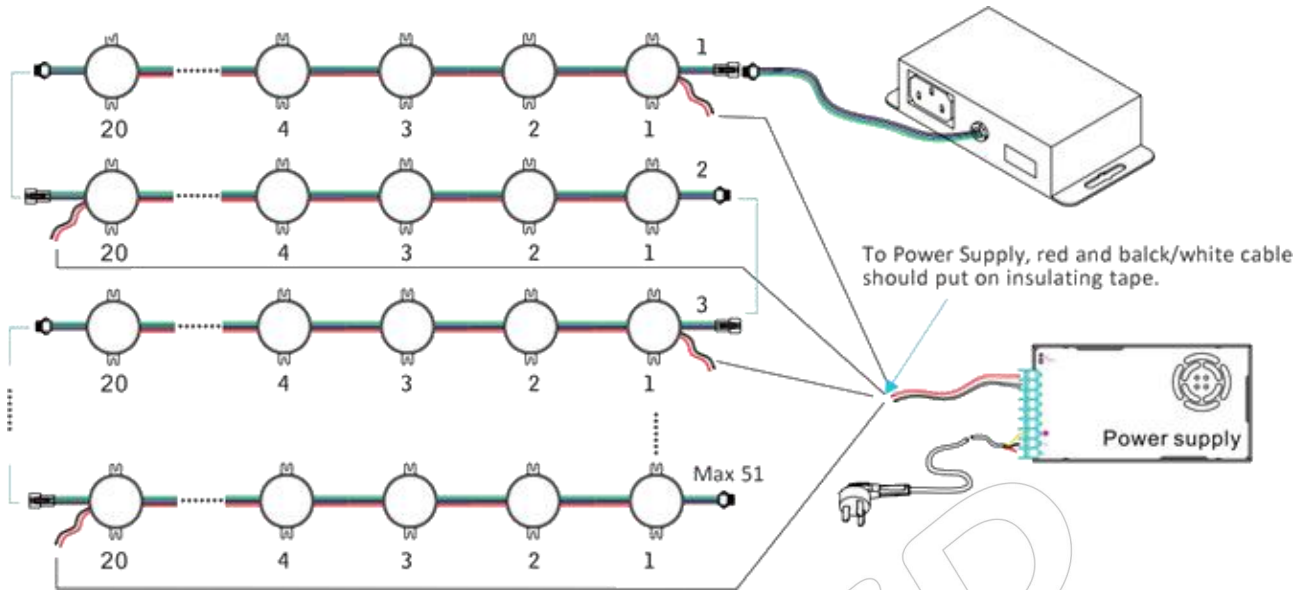 1
20 4 3 2 1
2
20 4 3 2 1
To Power Supply, red and balck/white cable
should put on insulating tape.
3
20 4 3 2 1
Power supply
Max 51
20 4 3 2 1